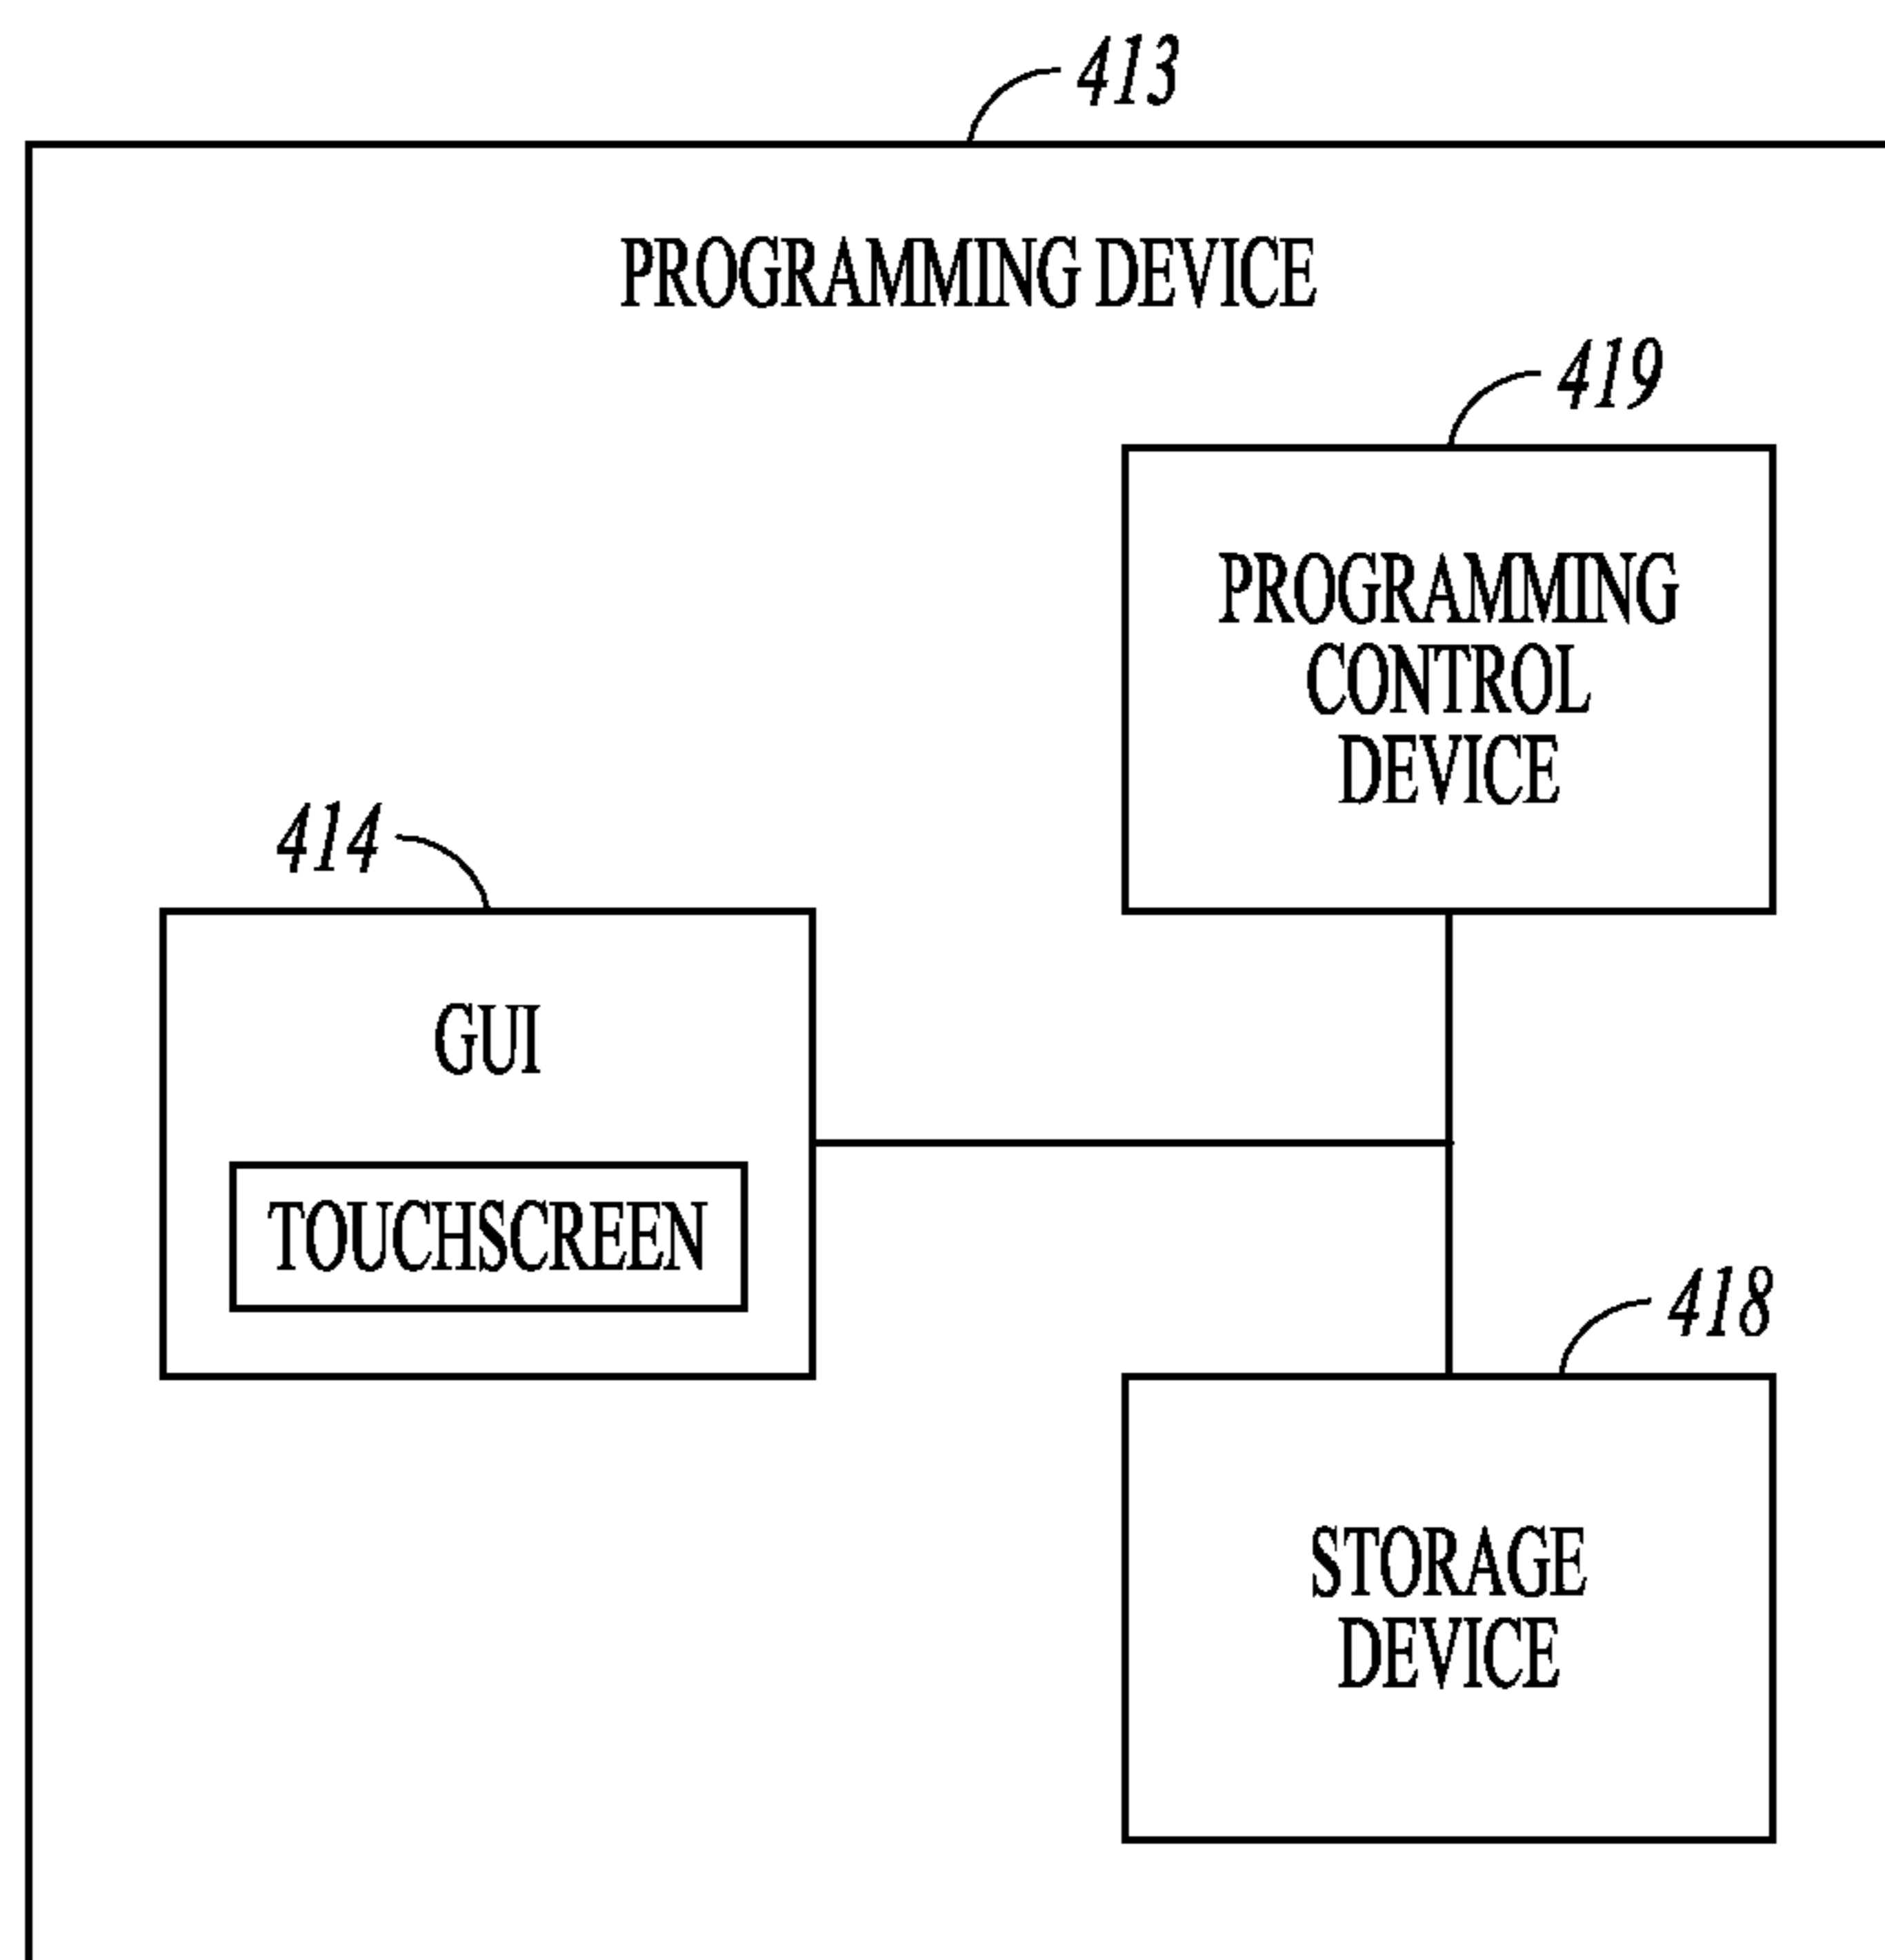 413
PROGRAMMING DEVICE
419
PROGRAMMING
CONTROL
DEVICE
414
GUI
TOUCHSCREEN
418
STORAGE
DEVICE